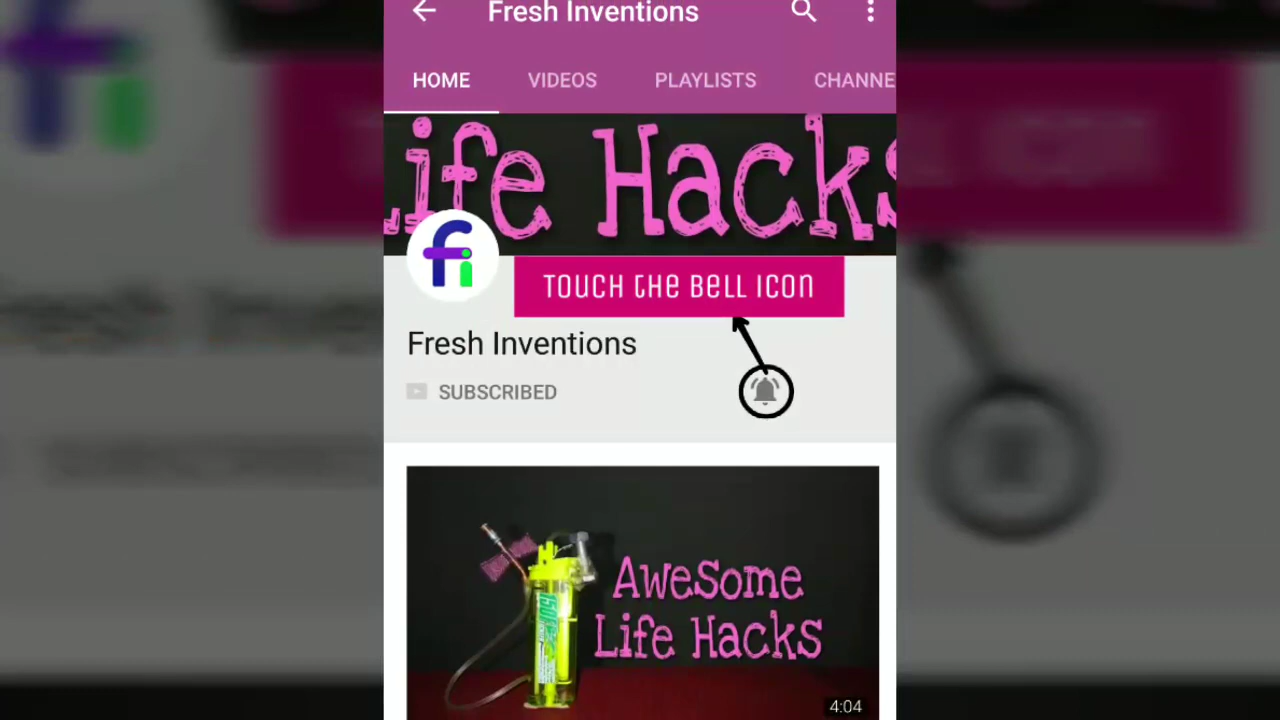 Fresh Inventions
HOME VIDEOS PLAYLISTS CHANNE
Life Hacks
fi
TOUCH THE BELL ICON
Fresh Inventions
SUBSCRIBED
AWeSome
Life Hacks
4:04